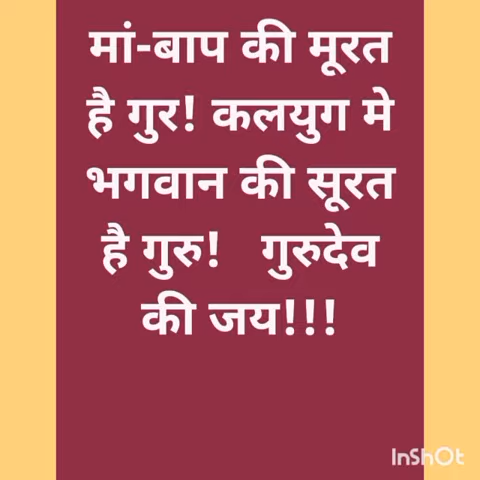 मां-बाप की मूरत
है गुर! कलयुग मे
भगवान की सूरत
है गुरु! गुरुदेव
की जय!!!
InShOt